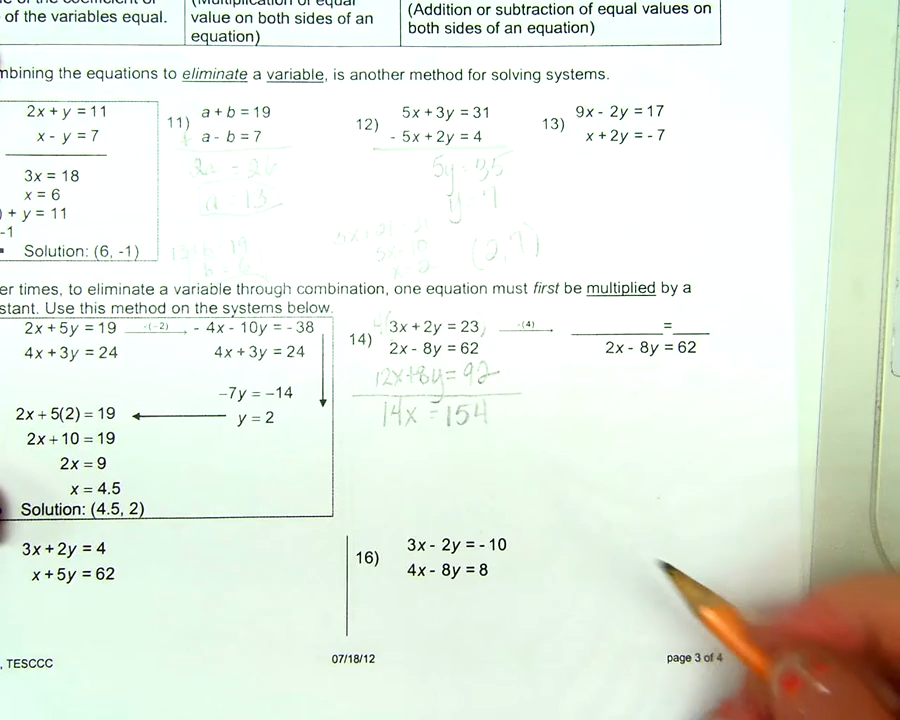 of the variables equal.
(Multiplication of equal
value on both sides of an
equation)
(Addition or subtraction of equal values on
both sides of an equation)
mbining the equations to eliminate a variable, is another method for solving systems.
2x + y = 11
x - y = 7
3x = 18
x = 6
) + y = 11
-1
Solution: (6, -1)
11)
a + b = 19
a - b = 7
2a = 26
a = 13
12)
5x + 3y = 31
- 5x + 2y = 4
5y = 35
y = 7
(2,7)
13)
9x - 2y = 17
x + 2y = - 7
er times, to eliminate a variable through combination, one equation must first be multiplied by a
stant. Use this method on the systems below.
2x + 5y = 19 ·(-2) - 4x - 10y = - 38
4x + 3y = 24 4x + 3y = 24
-7y = -14
2x + 5(2) = 19 y = 2
2x + 10 = 19
2x = 9
x = 4.5
Solution: (4.5, 2)
14)
3x + 2y = 23 ·(4) ______=___
2x - 8y = 62 2x - 8y = 62
12x+8y=92
14x = 154
3x + 2y = 4
x + 5y = 62
16)
3x - 2y = - 10
4x - 8y = 8
, TESCCC 07/18/12 page 3 of 4